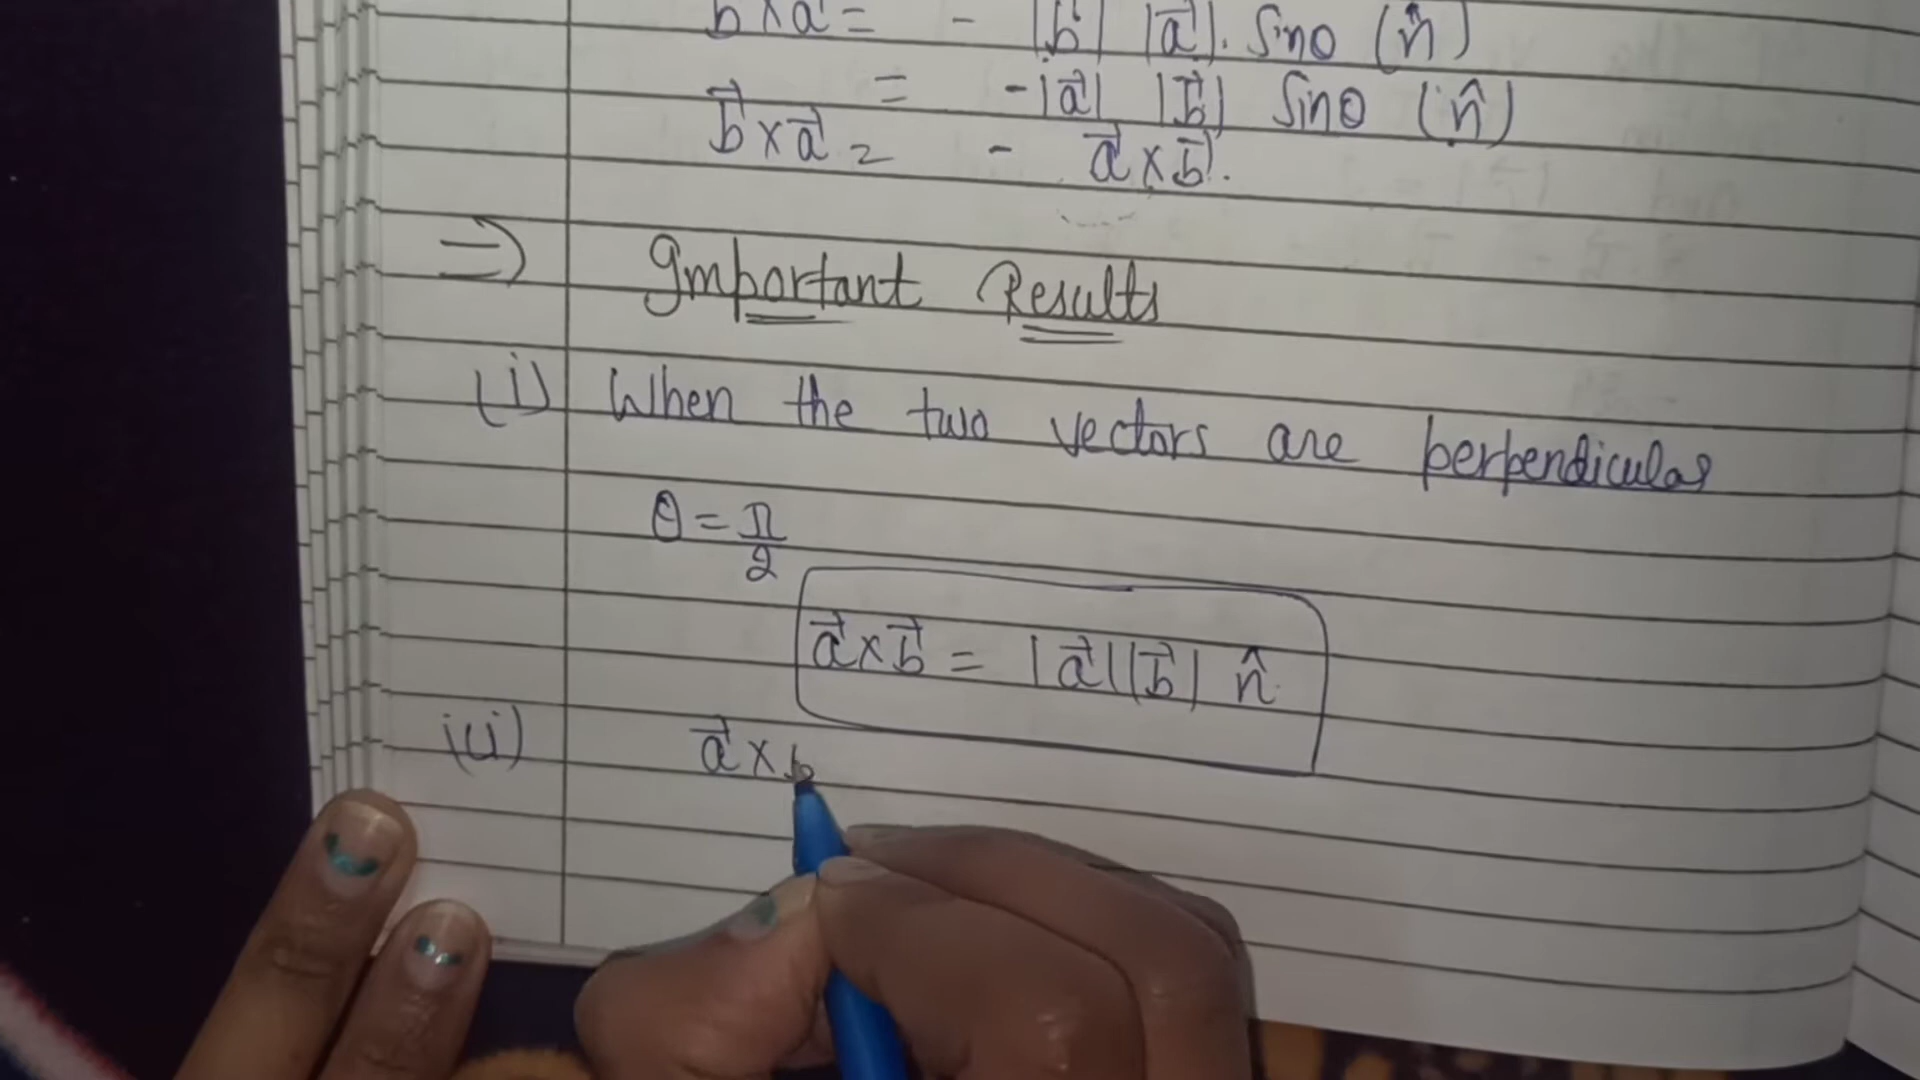 b × a⃗ = - |b⃗| |a⃗|. Sinθ (n̂)
= -|a⃗| |b⃗| Sinθ (n̂)
b⃗ × a⃗ = - a⃗ × b⃗.
⇒ Important Results
(i) When the two vectors are perpendicular
θ = π/2
a⃗ × b⃗ = |a⃗| |b⃗| n̂
(ii) a⃗ × b